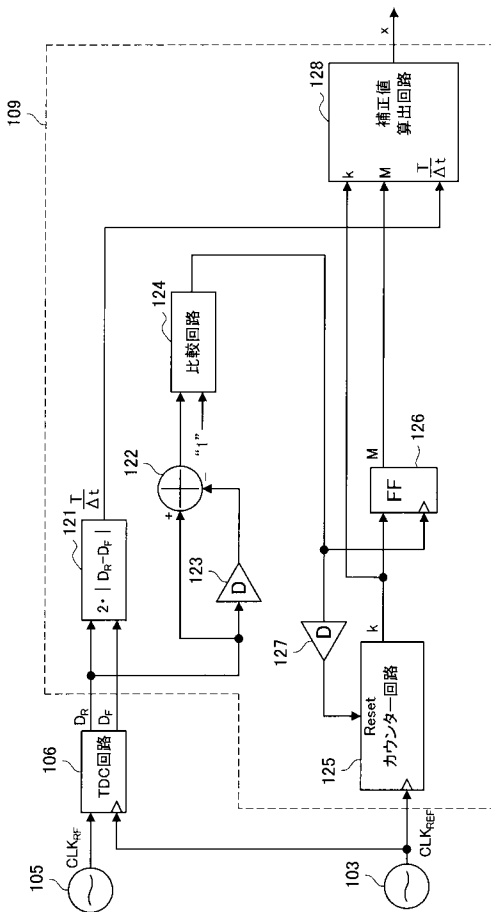 109
105
CLK_RF
103
CLK_REF
106
TDC回路
D_R
D_F
121
2・|D_R-D_F|
T
Δt
122
+
−
123
D
124
比較回路
“1”
127
D
125
Reset
カウンター回路
k
126
FF
M
128
k
M
T
Δt
補正値
算出回路
x